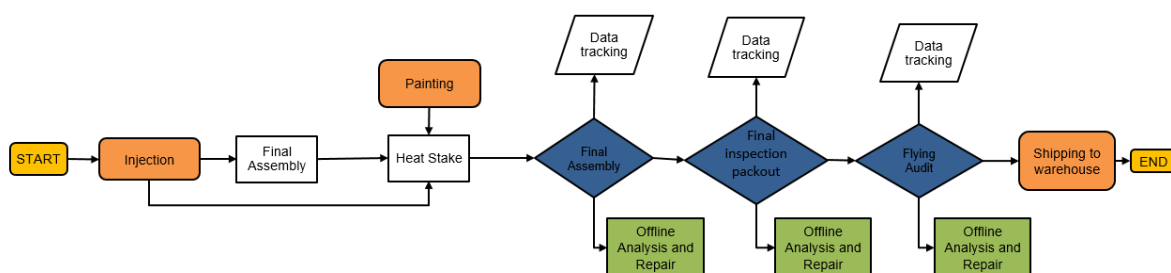 START
Injection
Final
Assembly
Painting
Heat Stake
Data
tracking
Final
Assembly
Offline
Analysis and
Repair
Data
tracking
Final
Inspection
packout
Offline
Analysis and
Repair
Data
tracking
Flying
Audit
Offline
Analysis and
Repair
Shipping to
warehouse
END